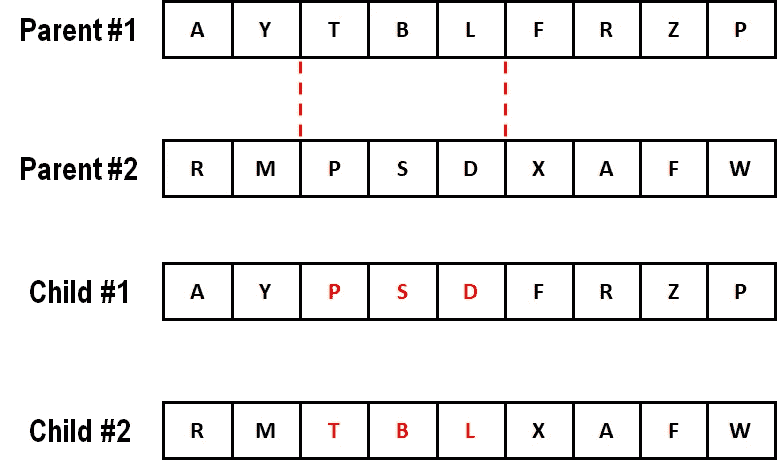 Parent #1 A Y T B L F R Z P
Parent #2 R M P S D X A F W
Child #1 A Y P S D F R Z P
Child #2 R M T B L X A F W